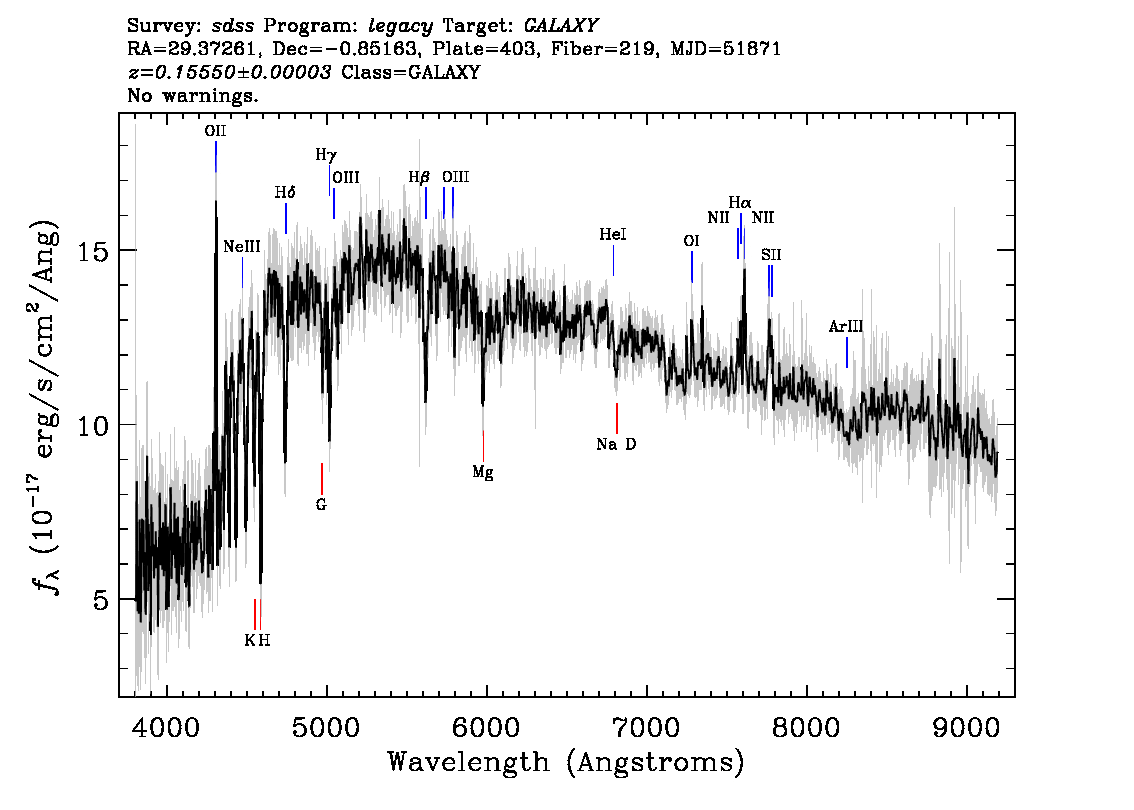 Survey: sdss Program: legacy Target: GALAXY
RA=29.37261, Dec=−0.85163, Plate=403, Fiber=219, MJD=51871
z=0.15550±0.00003 Class=GALAXY
No warnings.
OII
Hγ
Hδ
OIII
Hβ
OIII
NeIII
HeI
Hα
NII
NII
OI
SII
ArIII
Na D
Mg
G
K H
15
10
5
f_λ (10^−17 erg/s/cm^2/Ang)
4000 5000 6000 7000 8000 9000
Wavelength (Angstroms)